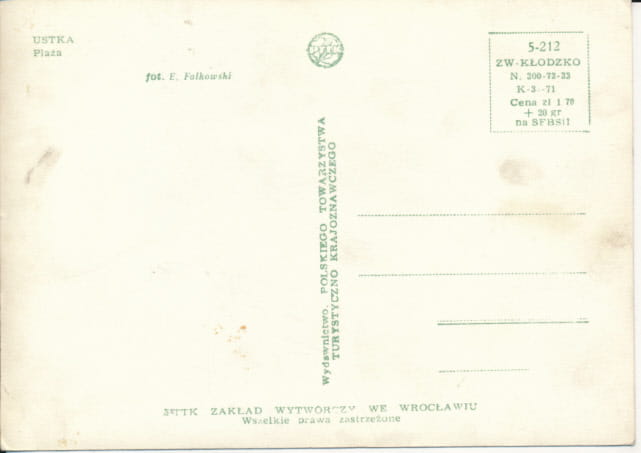 USTKA
Plaża
fot. E. Falkowski
5-212
ZW-KŁODZKO
N. 200-73-33
K-3 -71
Cena zł 1 70
+ 20 gr
na SFBSiI
Wydawnictwo. POLSKIEGO TOWARZYSTWA
TURYSTYCZNO KRAJOZNAWCZEGO
ZAKŁAD WYTWÓRCZY WE WROCŁAWIU
Wszelkie prawa zastrzeżone